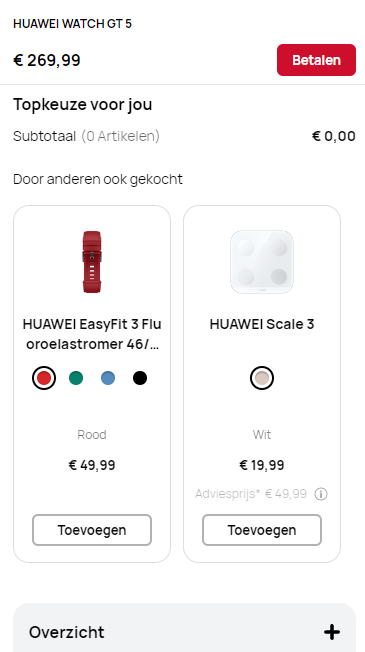 HUAWEI WATCH GT 5
€ 269,99
Betalen
Topkeuze voor jou
Subtotaal (0 Artikelen)
€ 0,00
Door anderen ook gekocht
HUAWEI EasyFit 3 Flu
oroelastromer 46/...
Rood
€ 49,99
Toevoegen
HUAWEI Scale 3
Wit
€ 19,99
Adviesprijs* € 49,99
Toevoegen
Overzicht